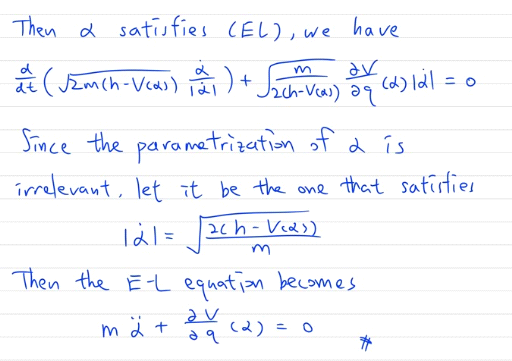 Then α satisfies (EL), we have
d/dt (√(2m(h-V(α))) α̇/|α̇|) + √(m/(2(h-V(α)))) ∂V/∂q (α)|α̇| = 0
Since the parametrization of α is
irrelevant, let it be the one that satisfies
|α̇| = √(2(h-V(α))/m)
Then the E-L equation becomes
m α̈ + ∂V/∂q (α) = 0 #